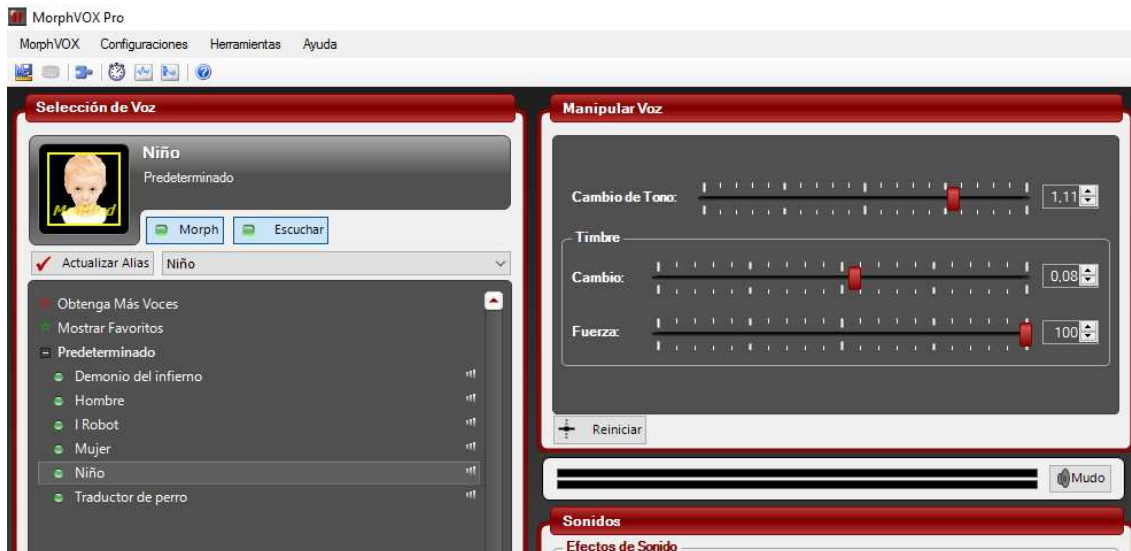 MorphVOX Pro
MorphVOX Configuraciones Herramientas Ayuda
Selección de Voz
Niño
Predeterminado
Modified
Morph Escuchar
Actualizar Alias Niño
Obtenga Más Voces
Mostrar Favoritos
Predeterminado
Demonio del infierno
Hombre
I Robot
Mujer
Niño
Traductor de perro
Manipular Voz
Cambio de Tono: 1,11
Timbre
Cambio: 0,08
Fuerza: 100
Reiniciar
Mudo
Sonidos
Efectos de Sonido